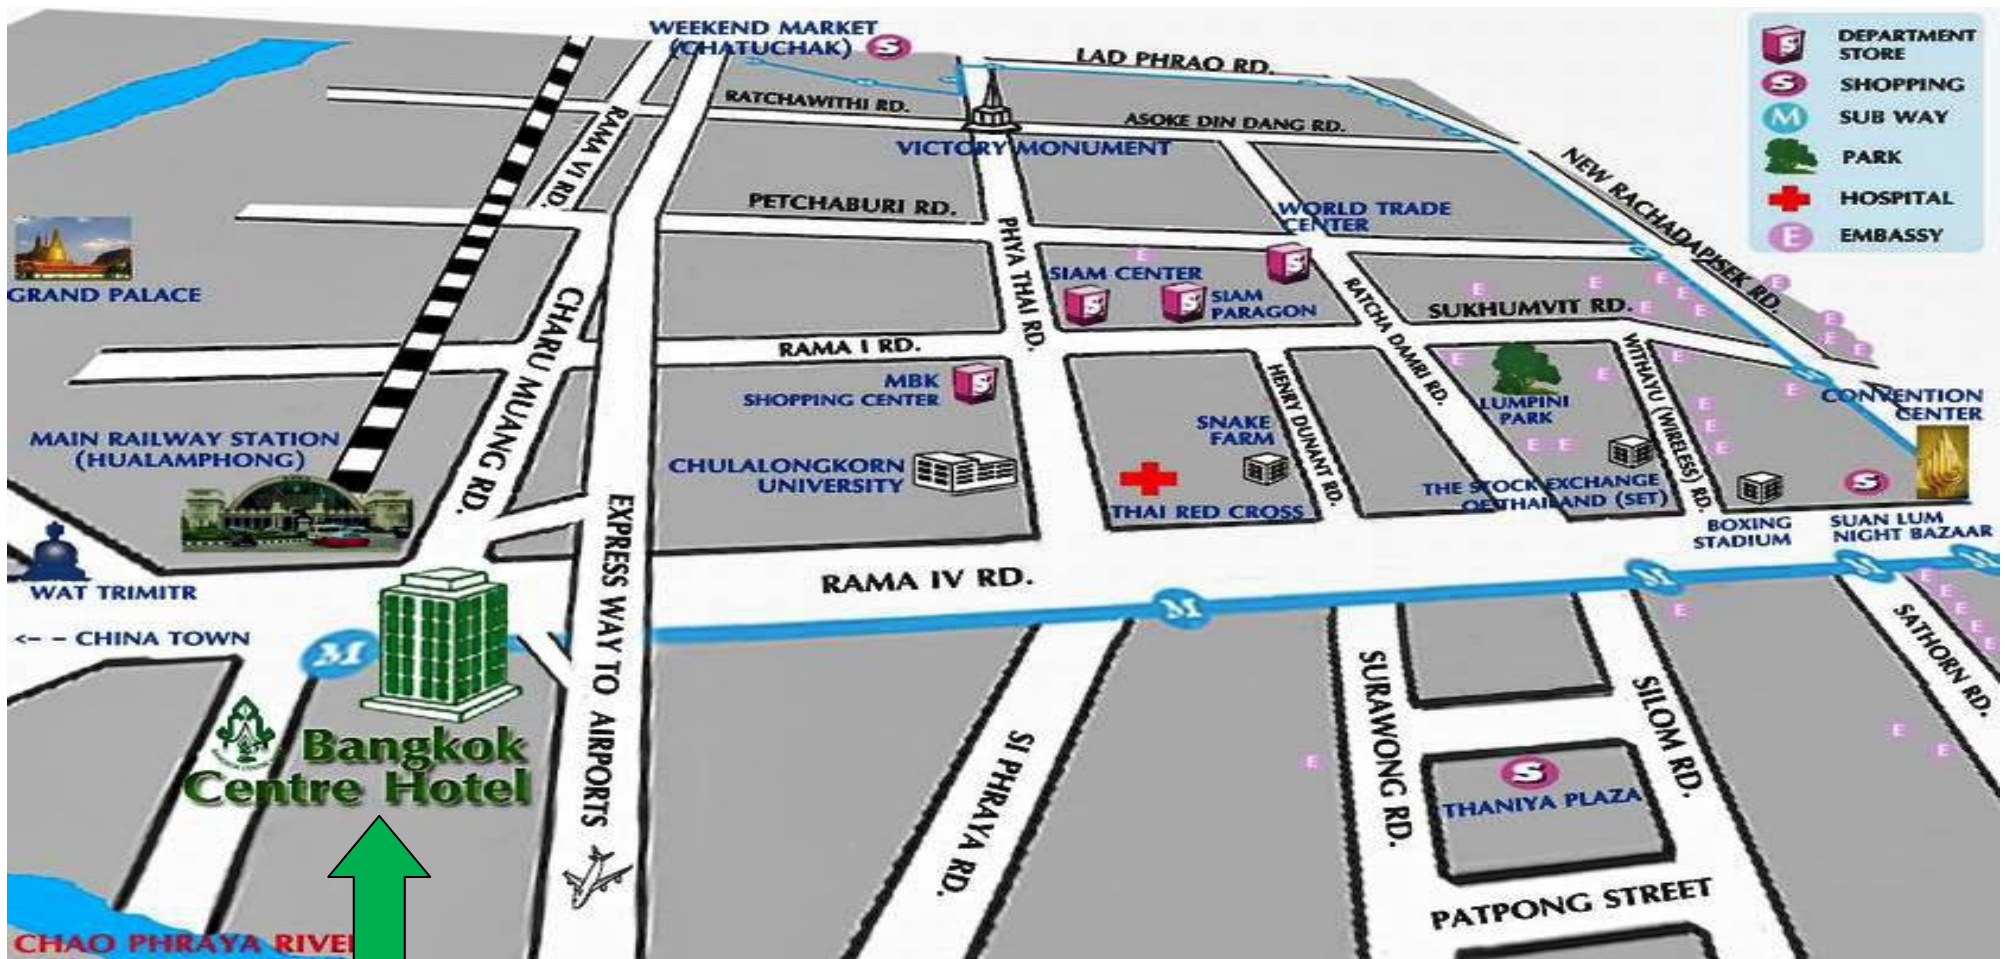 WEEKEND MARKET
(CHATUCHAK)
S
LAD PHRAO RD.
DEPARTMENT
STORE
SHOPPING
M
SUB WAY
PARK
HOSPITAL
E
EMBASSY
RATCHAWITHI RD.
ASOKE DIN DANG RD.
RAMA VI RD.
VICTORY MONUMENT
NEW RACHADAPISEK RD.
PETCHABURI RD.
WORLD TRADE
CENTER
PHYA THAI RD.
GRAND PALACE
SIAM CENTER
SIAM
PARAGON
RATCHA DAMRI RD.
SUKHUMVIT RD.
CHARU MUANG RD.
RAMA I RD.
MBK
SHOPPING CENTER
HENRY DUNANT RD.
WITHAYU (WIRELESS) RD.
LUMPINI
PARK
CONVENTION
CENTER
SNAKE
FARM
MAIN RAILWAY STATION
(HUALAMPHONG)
CHULALONGKORN
UNIVERSITY
THAI RED CROSS
THE STOCK EXCHANGE
OF THAILAND (SET)
BOXING
STADIUM
SUAN LUM
NIGHT BAZAAR
EXPRESS WAY TO AIRPORTS
WAT TRIMITR
RAMA IV RD.
M
M
M
M
<- - CHINA TOWN
M
SATHORN RD.
SURAWONG RD.
SILOM RD.
SI PHRAYA RD.
Bangkok
Centre Hotel
S
THANIYA PLAZA
PATPONG STREET
CHAO PHRAYA RIVE